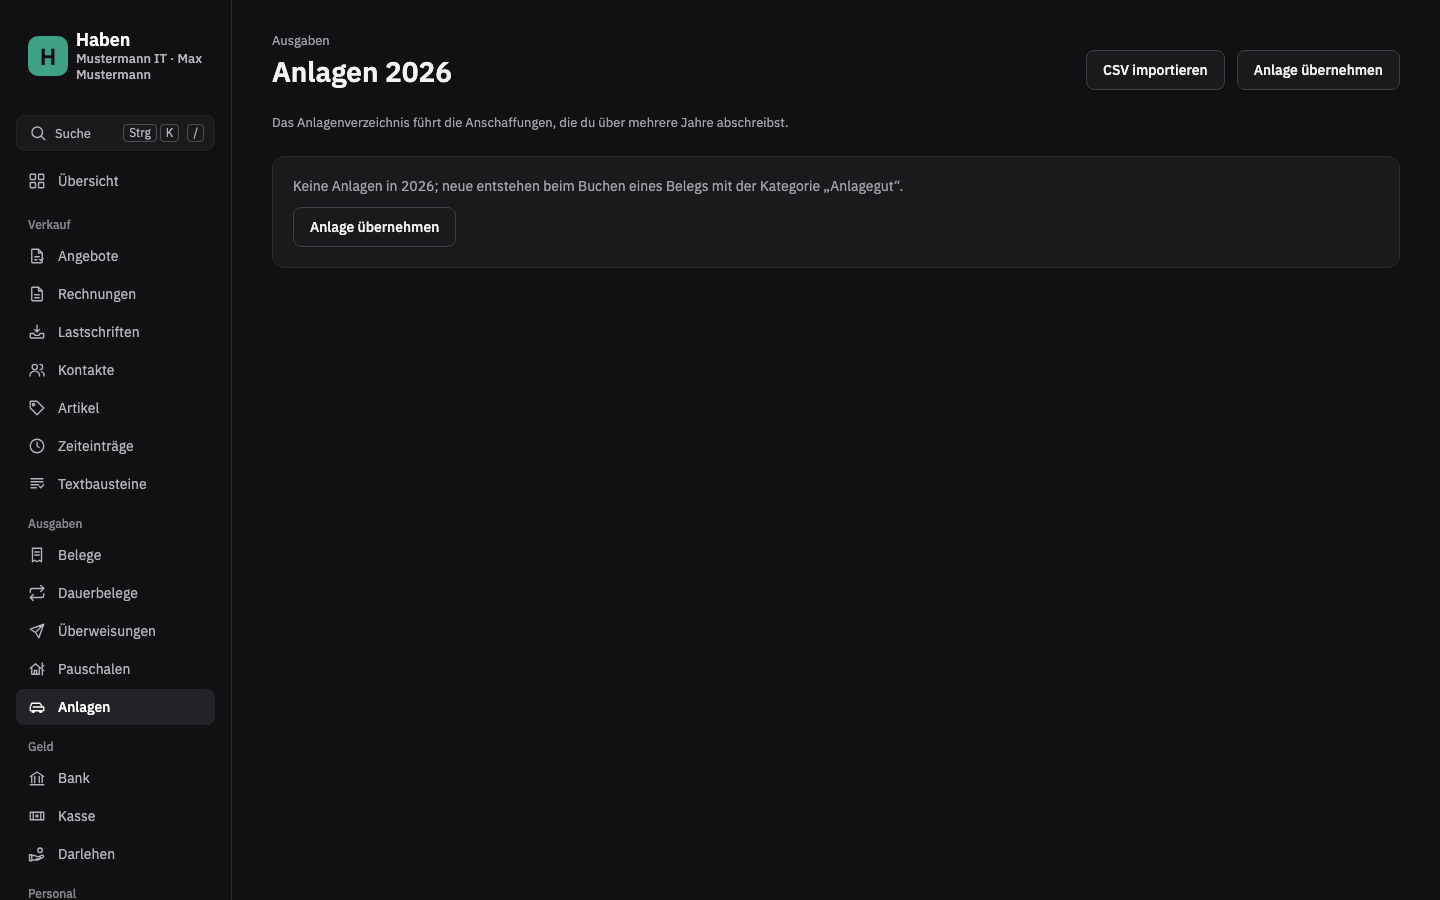 H
Haben
Mustermann IT · Max
Mustermann
Suche
Strg K /
Übersicht
Verkauf
Angebote
Rechnungen
Lastschriften
Kontakte
Artikel
Zeiteinträge
Textbausteine
Ausgaben
Belege
Dauerbelege
Überweisungen
Pauschalen
Anlagen
Geld
Bank
Kasse
Darlehen
Personal
Ausgaben
Anlagen 2026
CSV importieren
Anlage übernehmen
Das Anlagenverzeichnis führt die Anschaffungen, die du über mehrere Jahre abschreibst.
Keine Anlagen in 2026; neue entstehen beim Buchen eines Belegs mit der Kategorie „Anlagegut“.
Anlage übernehmen